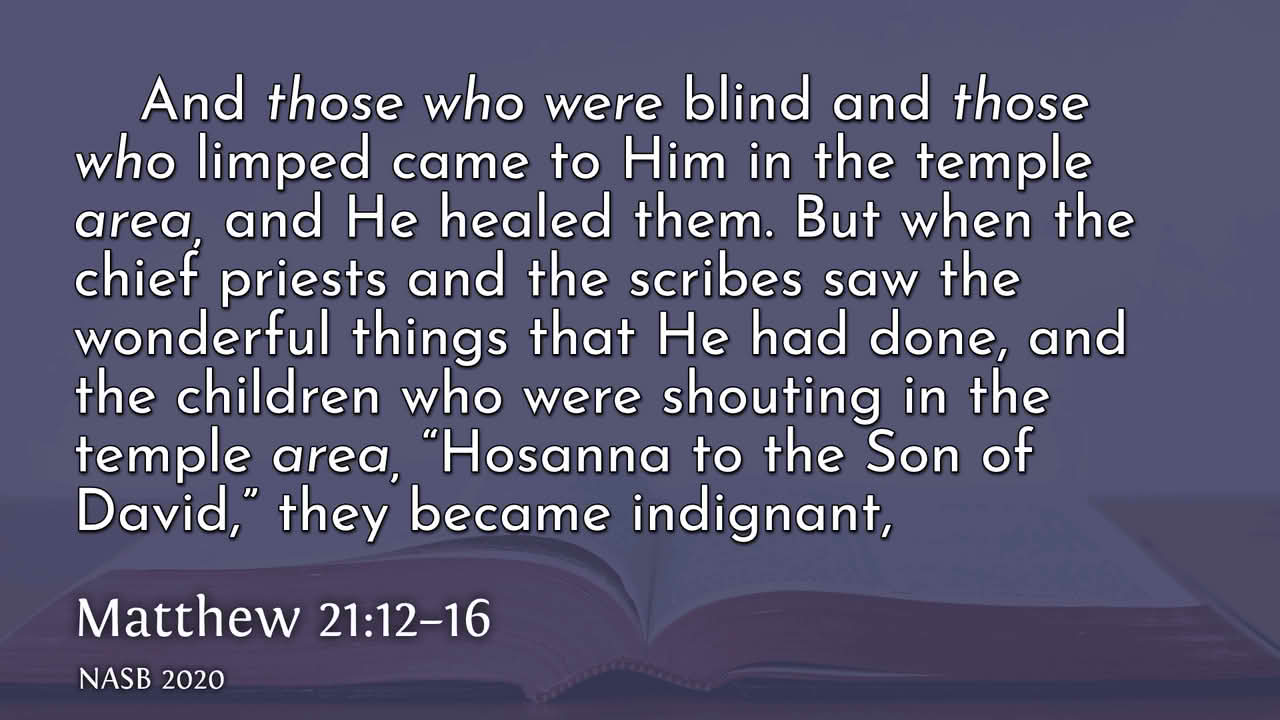 And those who were blind and those
who limped came to Him in the temple
area, and He healed them. But when the
chief priests and the scribes saw the
wonderful things that He had done, and
the children who were shouting in the
temple area, “Hosanna to the Son of
David,” they became indignant,
Matthew 21:12–16
NASB 2020